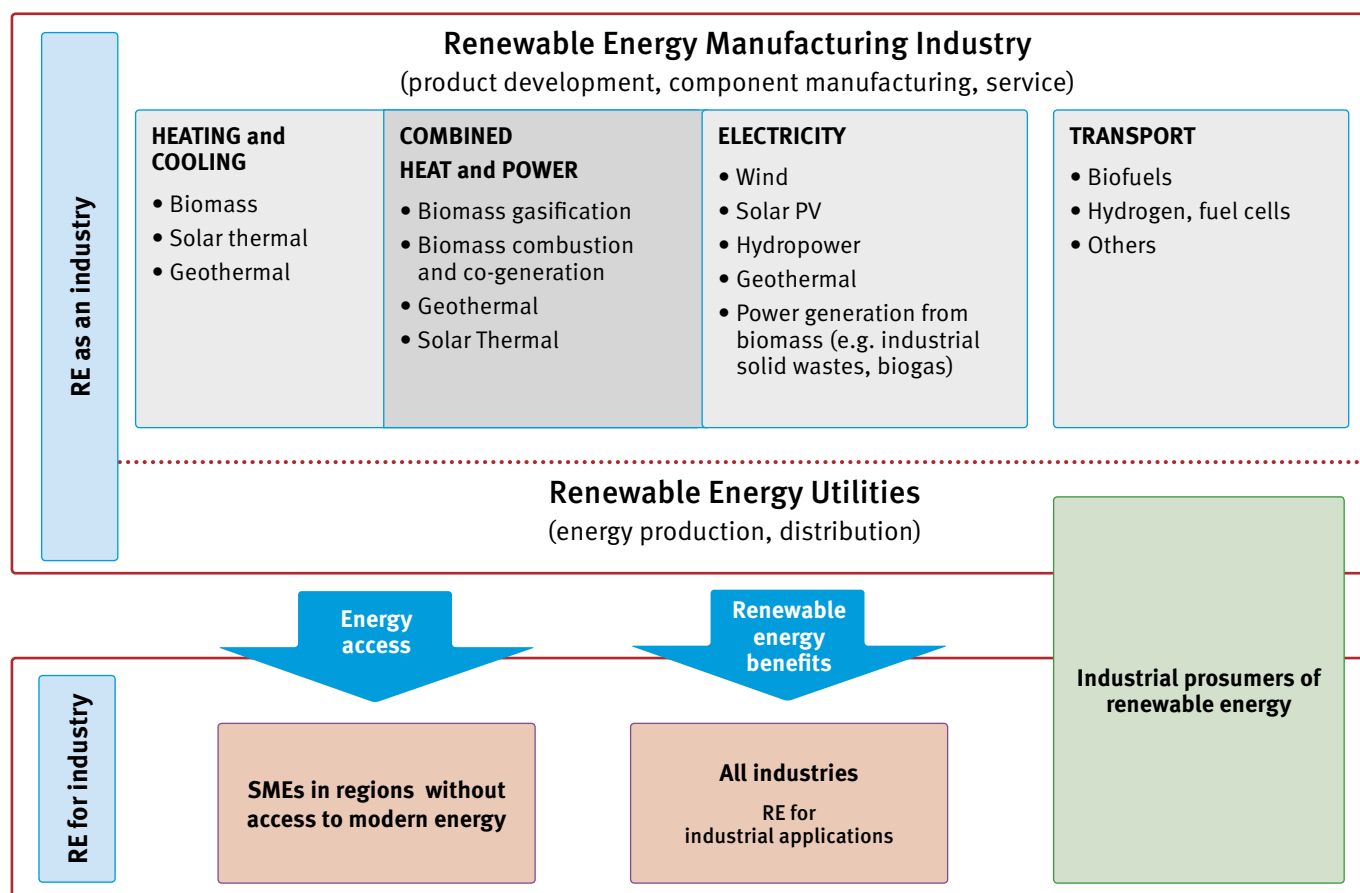 Renewable Energy Manufacturing Industry
(product development, component manufacturing, service)
RE as an industry
HEATING and
COOLING
• Biomass
• Solar thermal
• Geothermal
COMBINED
HEAT and POWER
• Biomass gasification
• Biomass combustion
and co-generation
• Geothermal
• Solar Thermal
ELECTRICITY
• Wind
• Solar PV
• Hydropower
• Geothermal
• Power generation from
biomass (e.g. industrial
solid wastes, biogas)
TRANSPORT
• Biofuels
• Hydrogen, fuel cells
• Others
Renewable Energy Utilities
(energy production, distribution)
Energy
access
Renewable
energy
benefits
Industrial prosumers of
renewable energy
RE for industry
SMEs in regions without
access to modern energy
All industries
RE for
industrial applications